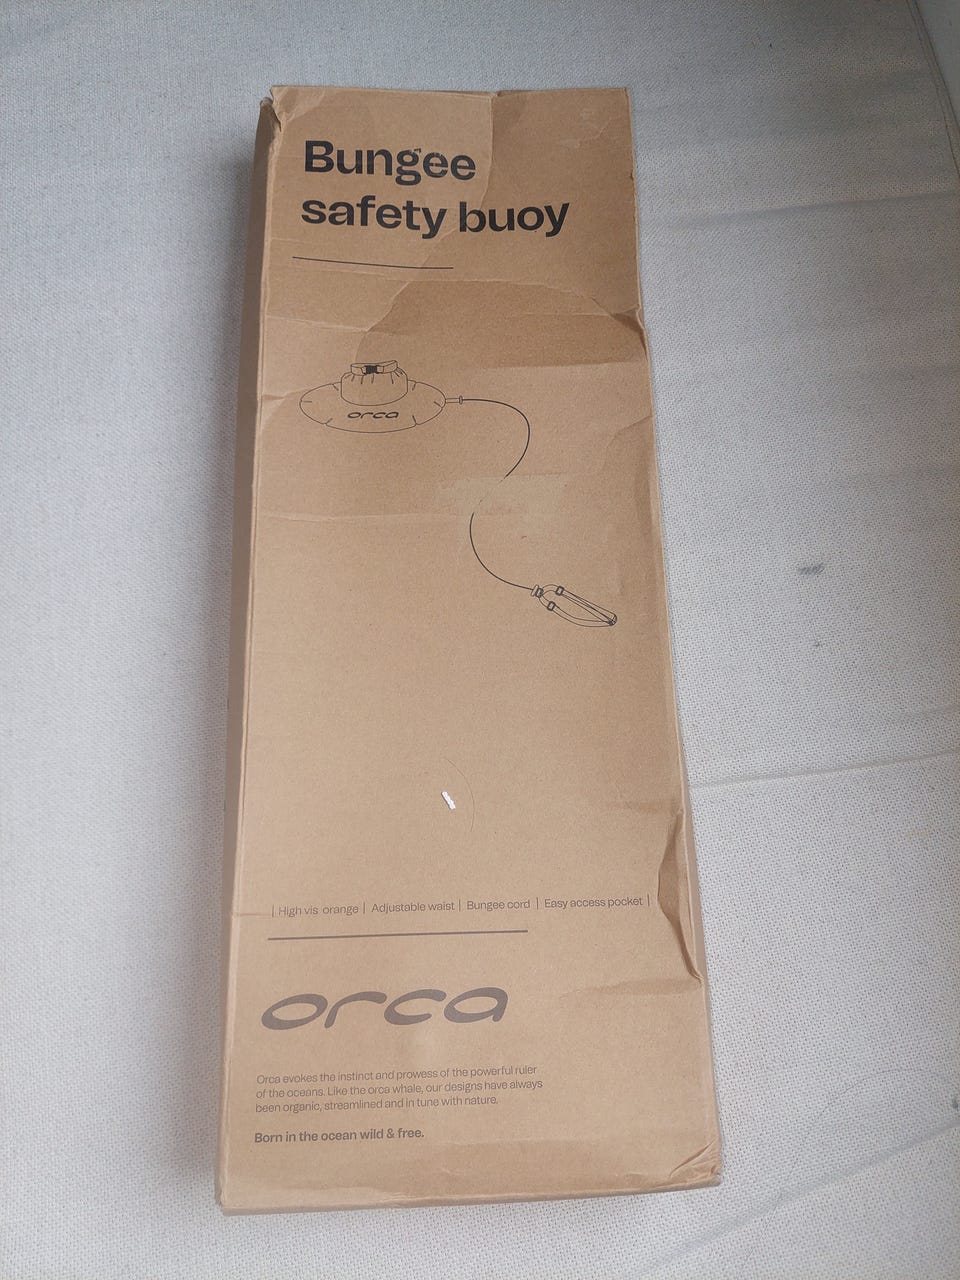 Bungee
safety buoy
orca
| High vis orange | Adjustable waist | Bungee cord | Easy access pocket |
orca
Orca evokes the instinct and prowess of the powerful ruler
of the oceans. Like the orca whale, our designs have always
been organic, streamlined and in tune with nature.
Born in the ocean wild & free.